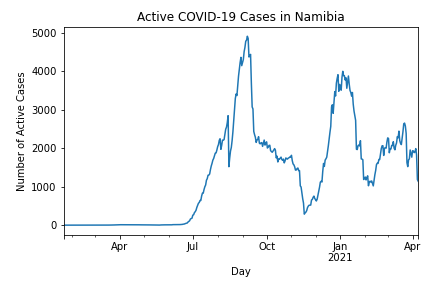 Active COVID-19 Cases in Namibia
Number of Active Cases
5000
4000
3000
2000
1000
0
Apr Jul Oct Jan Apr
2021
Day